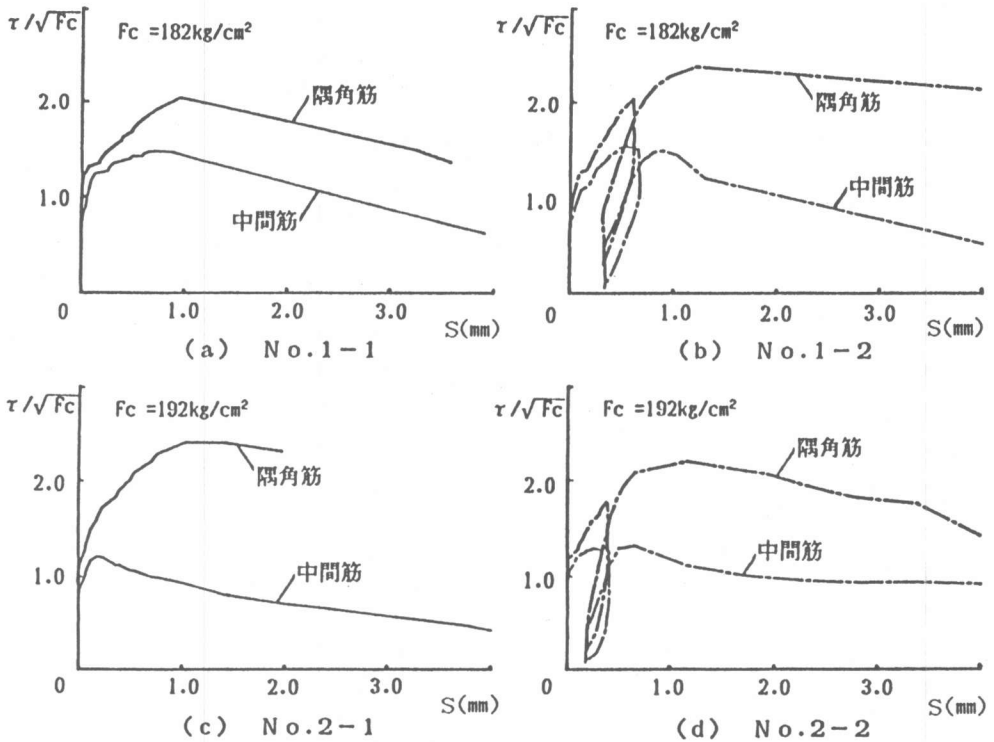 τ/√Fc
Fc =182kg/cm²
2.0
1.0
0
1.0
2.0
3.0
S(mm)
隅角筋
中間筋
(a) No.1-1
τ/√Fc
Fc =182kg/cm²
2.0
1.0
0
1.0
2.0
3.0
S(mm)
隅角筋
中間筋
(b) No.1-2
τ/√Fc
Fc =192kg/cm²
2.0
1.0
0
1.0
2.0
3.0
S(mm)
隅角筋
中間筋
(c) No.2-1
τ/√Fc
Fc =192kg/cm²
2.0
1.0
0
1.0
2.0
3.0
S(mm)
隅角筋
中間筋
(d) No.2-2